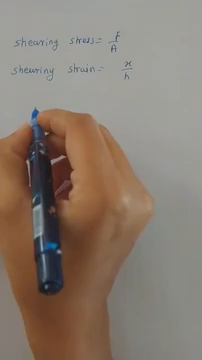 shearing stress = F/A
shearing strain = x/h